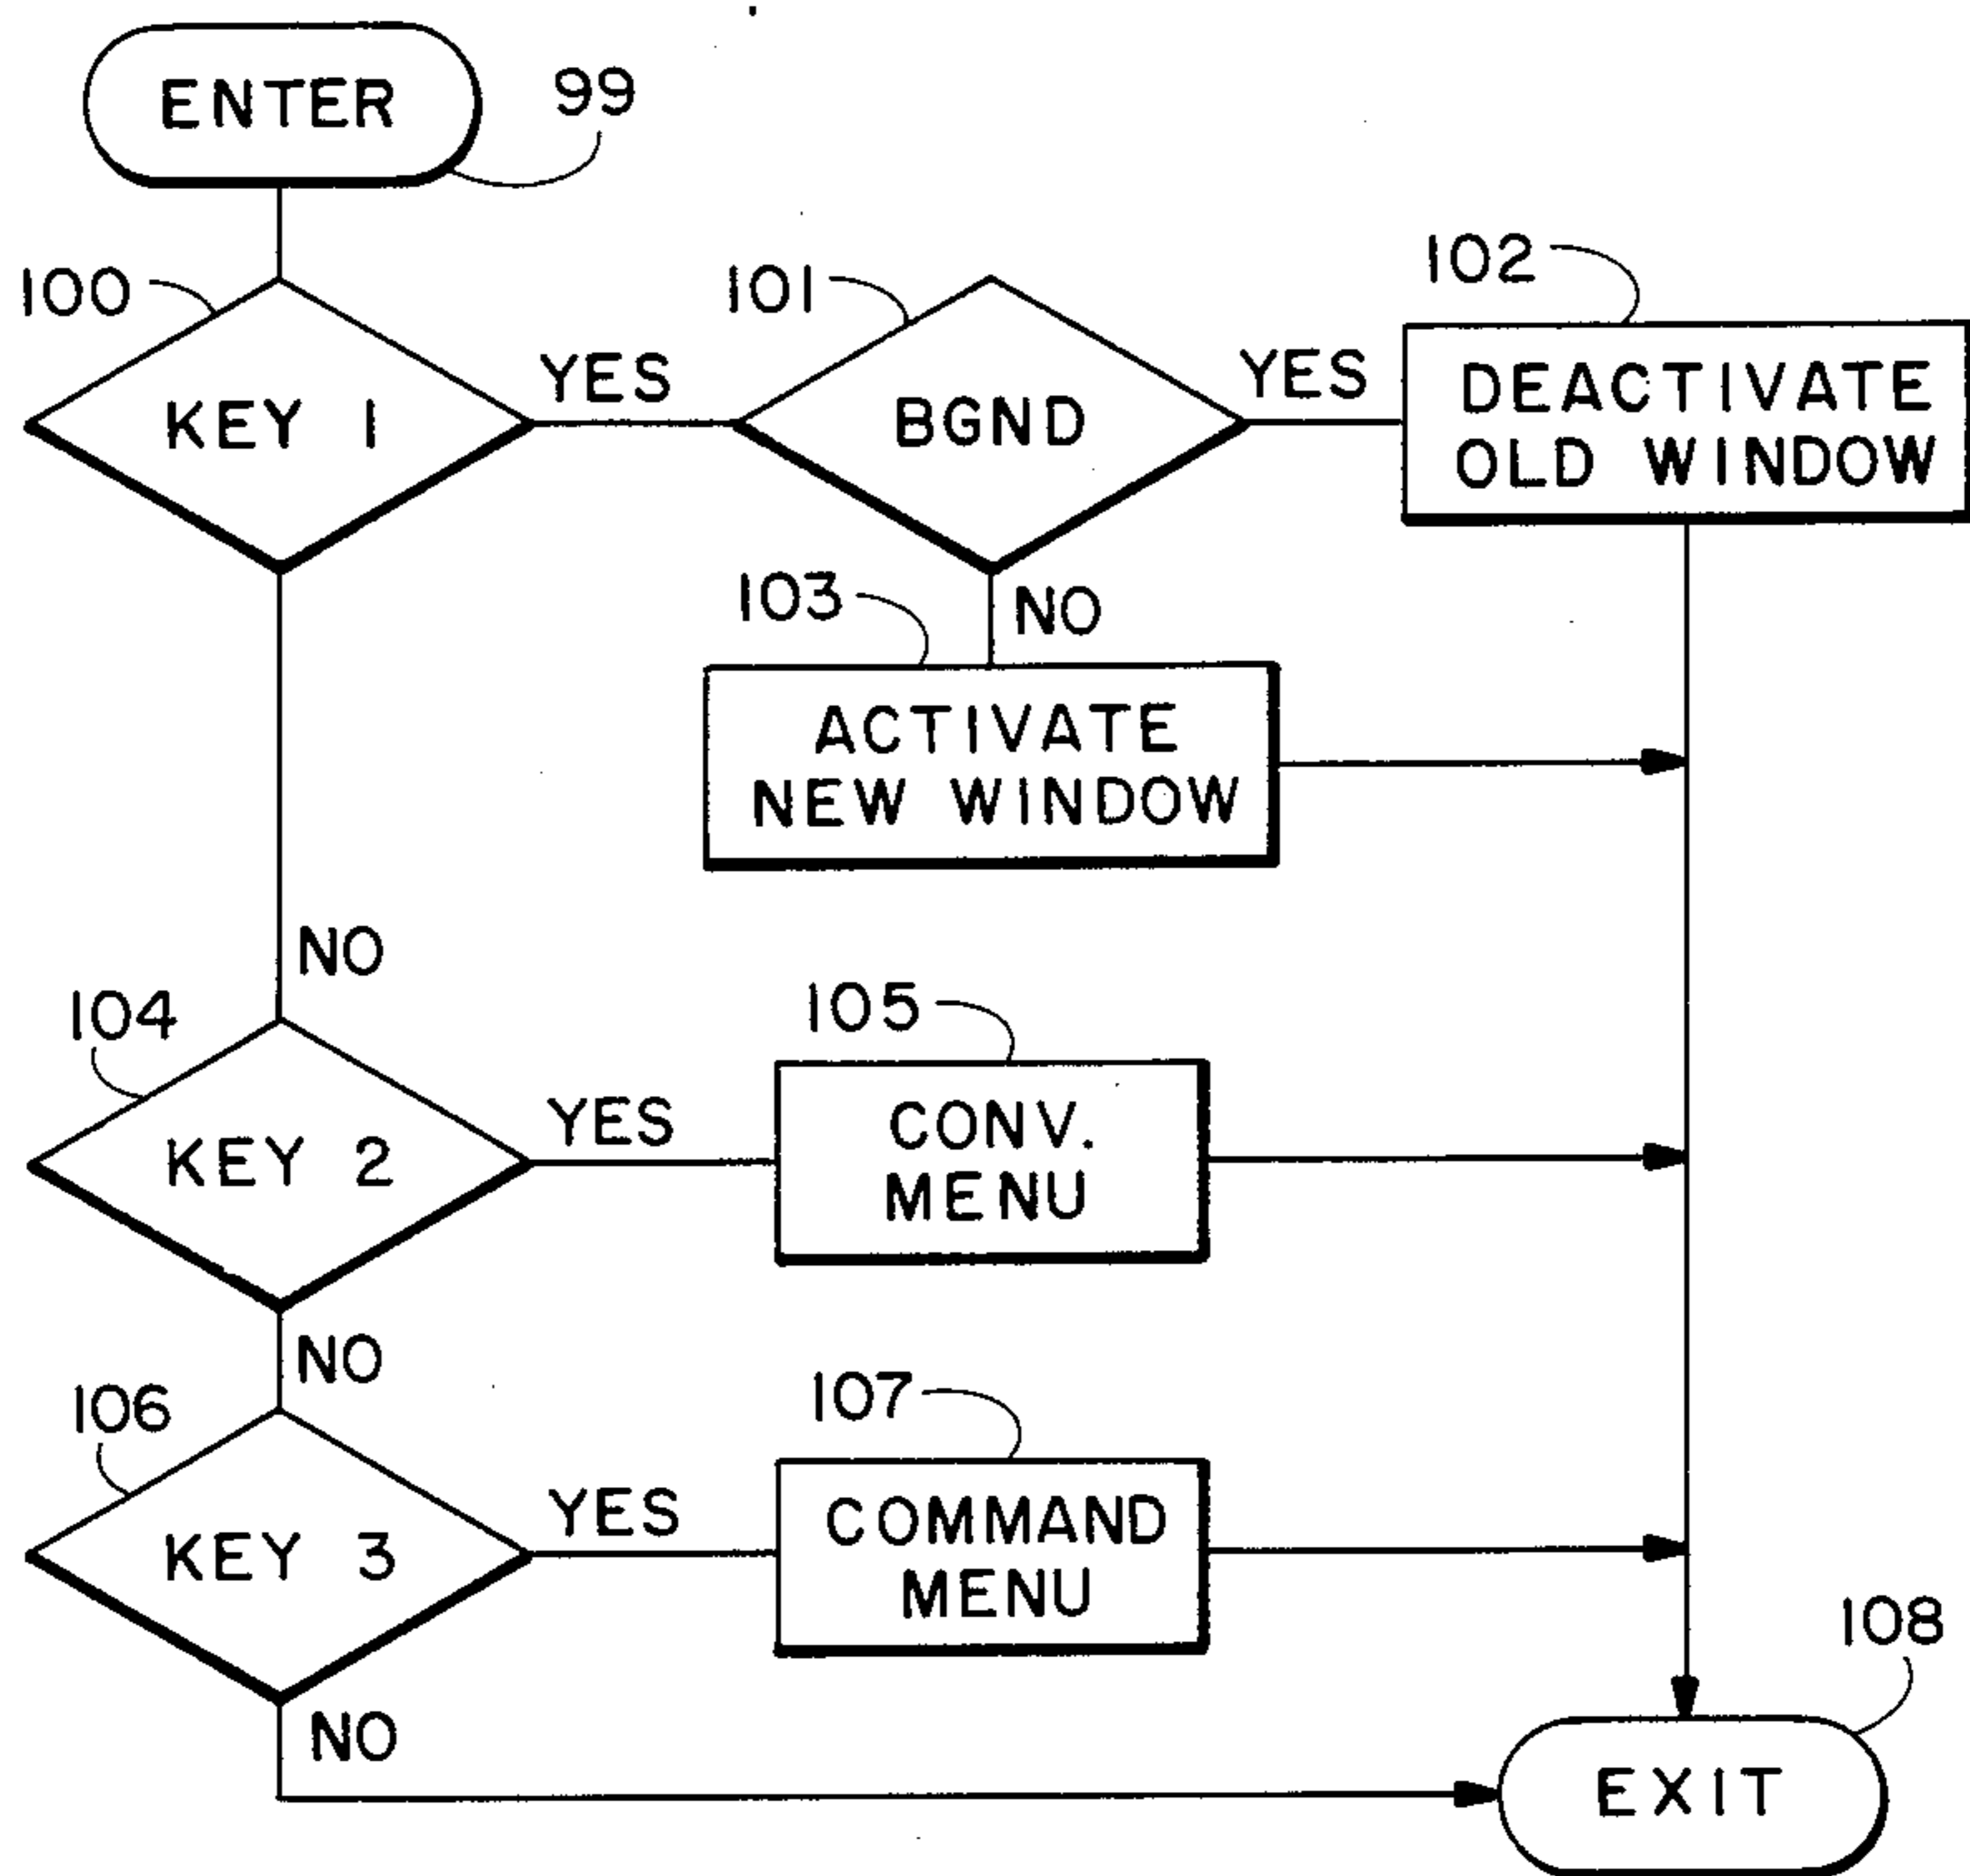 ENTER
99
100
KEY 1
YES
101
BGND
YES
102
DEACTIVATE
OLD WINDOW
NO
103
ACTIVATE
NEW WINDOW
NO
104
KEY 2
YES
105
CONV.
MENU
NO
106
KEY 3
YES
107
COMMAND
MENU
NO
108
EXIT